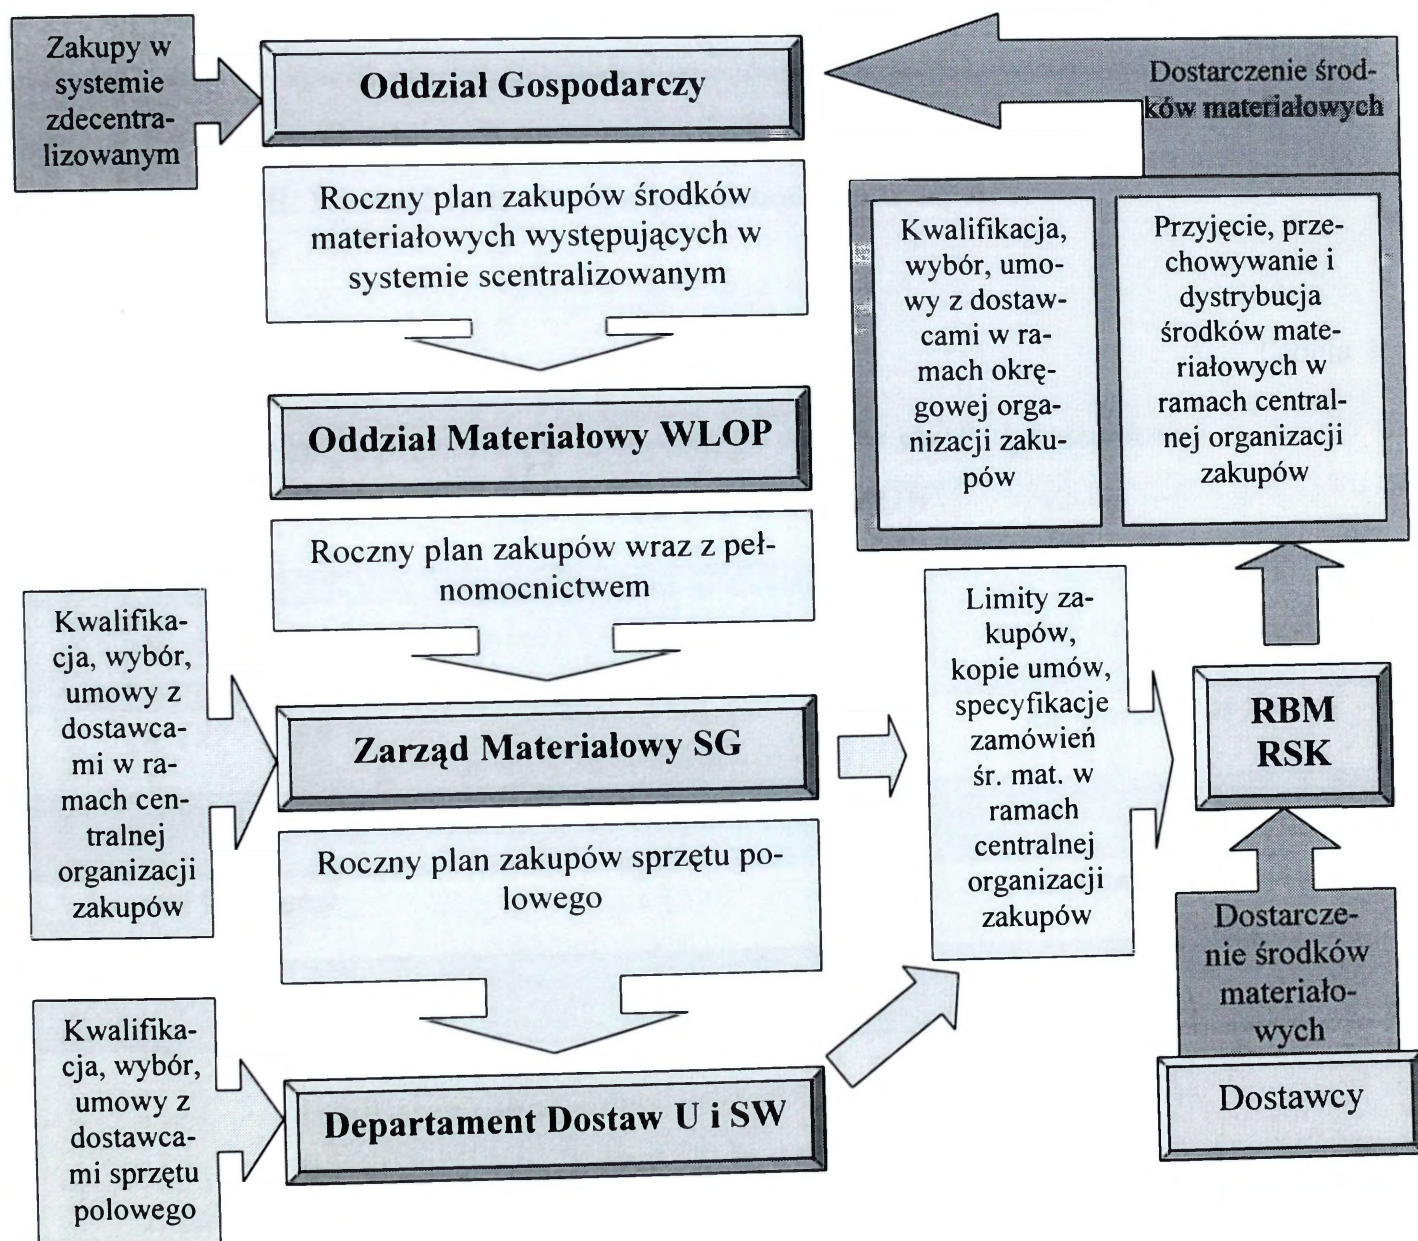 Zakupy w
systemie
zdecentra-
lizowanym
Oddział Gospodarczy
Dostarczenie środ-
ków materiałowych
Roczny plan zakupów środków
materiałowych występujących w
systemie scentralizowanym
Kwalifikacja,
wybór, umo-
wy z dostaw-
cami w ra-
mach okrę-
gowej orga-
nizacji zaku-
pów
Przyjęcie, prze-
chowywanie i
dystrybucja
środków mate-
riałowych w
ramach central-
nej organizacji
zakupów
Oddział Materiałowy WLOP
Roczny plan zakupów wraz z peł-
nomocnictwem
Kwalifika-
cja, wybór,
umowy z
dostawca-
mi w ra-
mach cen-
tralnej
organizacji
zakupów
Zarząd Materiałowy SG
Limity za-
kupów,
kopie umów,
specyfikacje
zamówień
śr. mat. w
ramach
centralnej
organizacji
zakupów
RBM
RSK
Roczny plan zakupów sprzętu po-
lowego
Dostarcze-
nie środków
materiało-
wych
Kwalifika-
cja, wybór,
umowy z
dostawca-
mi sprzętu
polowego
Departament Dostaw U i SW
Dostawcy